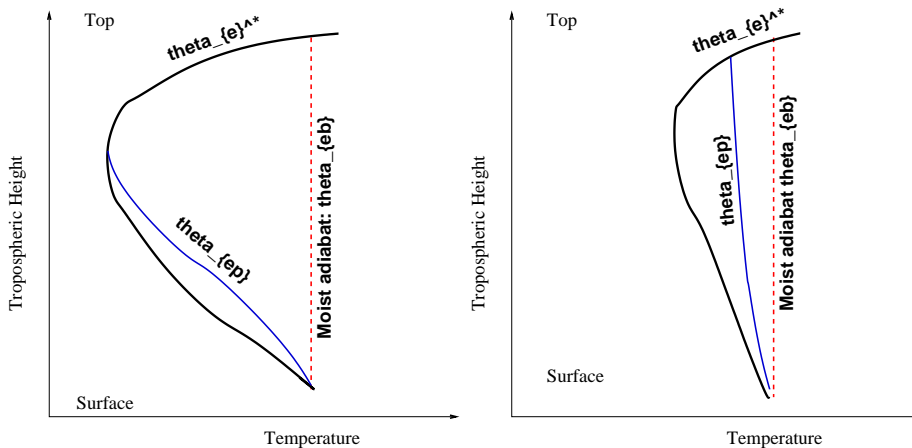 Top
theta_{e}^*
Tropospheric Height
theta_{ep}
Moist adiabat: theta_{eb}
Surface
Temperature
Top
theta_{e}^*
Tropospheric Height
theta_{ep}
Moist adiabat theta_{eb}
Surface
Temperature